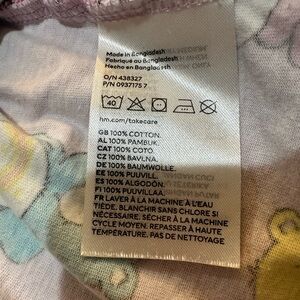 Made in Bangladesh
Fabriqué au Bangladesh
Hecho en Bangladesh
O/N 438327
P/N 0937175 7
40
hm.com/takecare
GB 100% COTTON.
AL 100% PAMBUK.
CAT 100% COTÓ.
CZ 100% BAVLNA.
DE 100% BAUMWOLLE.
EE 100% PUUVILL.
ES 100% ALGODÓN.
FI 100% PUUVILLAA.
FR LAVER À LA MACHINE À L'EAU
TIÈDE. BLANCHIR SANS CHLORE SI
NÉCESSAIRE. SÉCHER À LA MACHINE
CYCLE MOYEN. REPASSER À HAUTE
TEMPÉRATURE. PAS DE NETTOYAGE